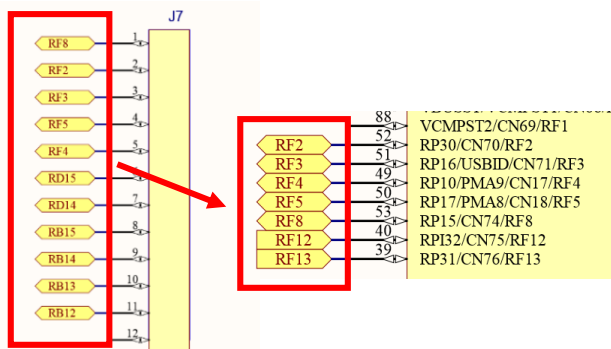 J7
RF8 1
RF2 2
RF3 3
RF5 4
RF4 5
RD15
RD14 7
RB15 8
RB14 9
RB13 10
RB12 11
12
88 VCMPST2/CN69/RF1
RF2 52 RP30/CN70/RF2
RF3 51 RP16/USBID/CN71/RF3
RF4 49 RP10/PMA9/CN17/RF4
RF5 50 RP17/PMA8/CN18/RF5
RF8 53 RP15/CN74/RF8
RF12 40 RPI32/CN75/RF12
RF13 39 RP31/CN76/RF13